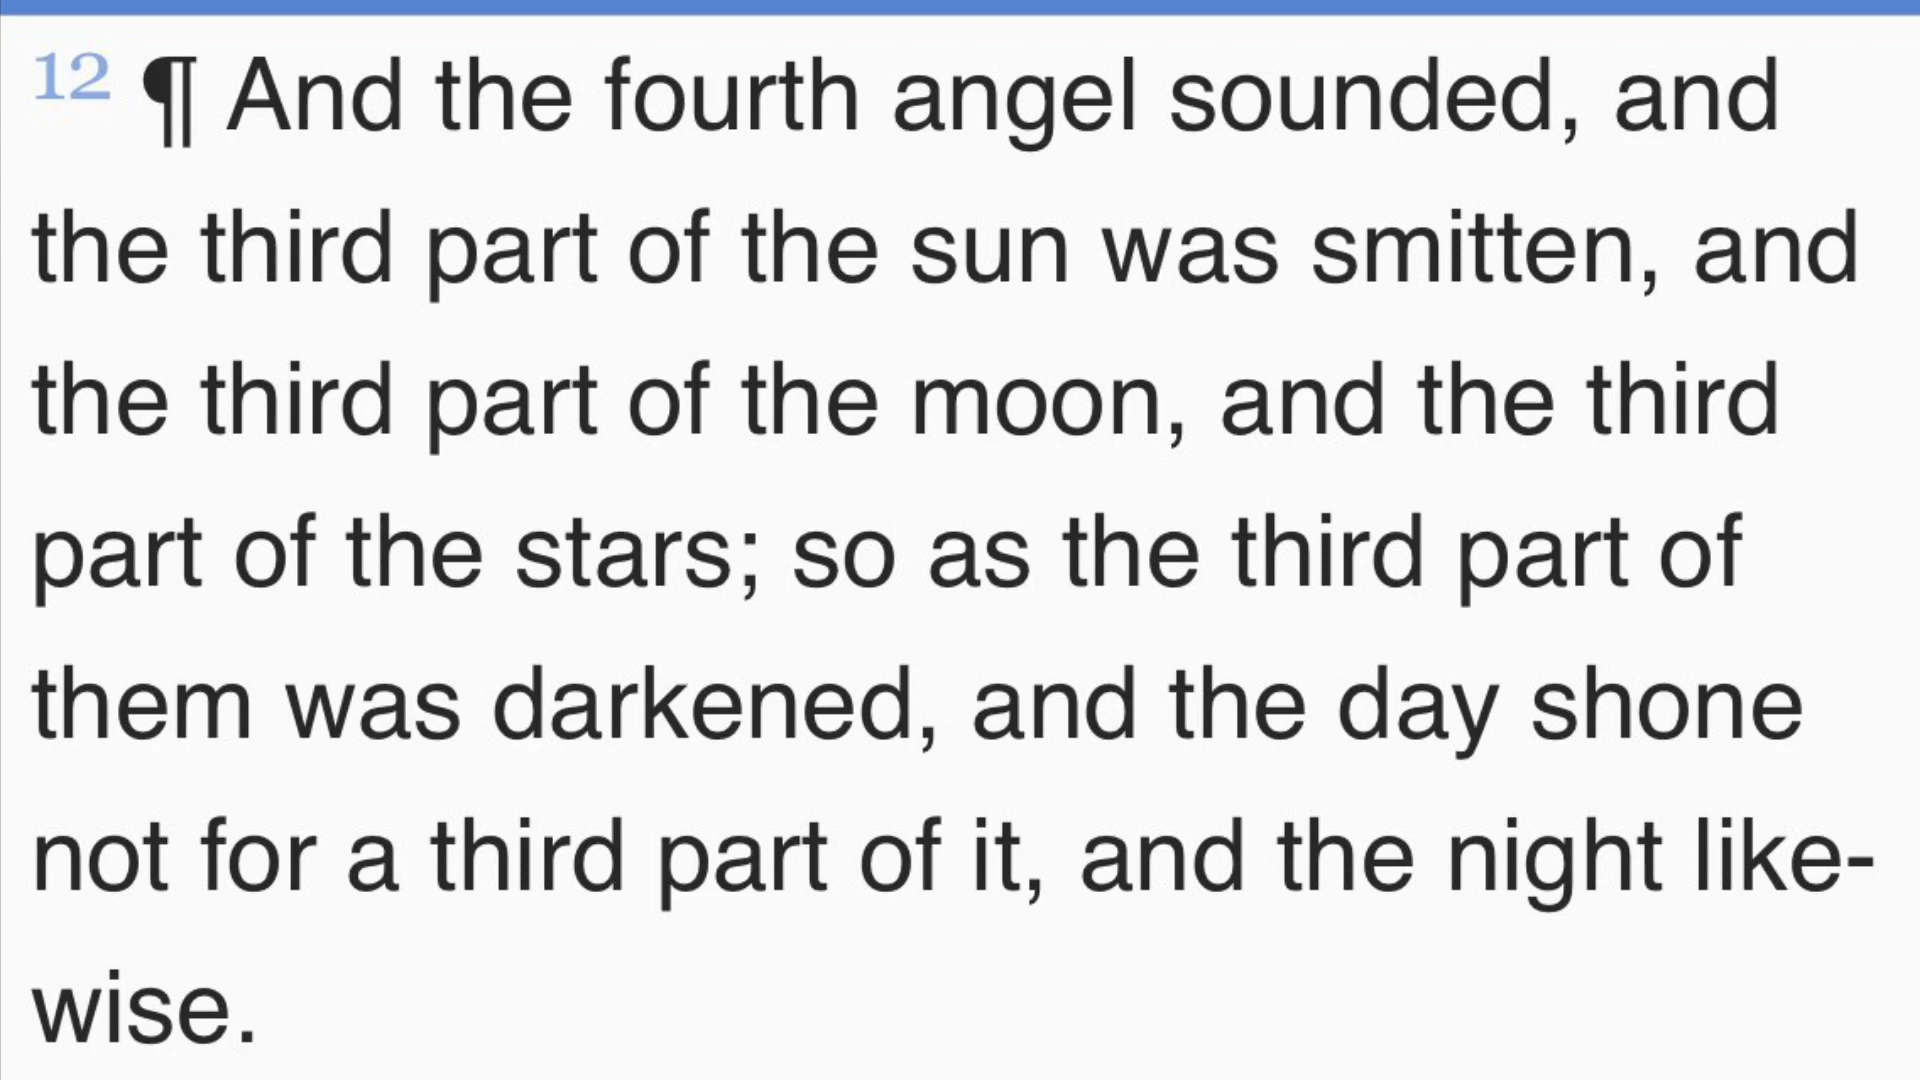 12 ¶ And the fourth angel sounded, and
the third part of the sun was smitten, and
the third part of the moon, and the third
part of the stars; so as the third part of
them was darkened, and the day shone
not for a third part of it, and the night like-
wise.